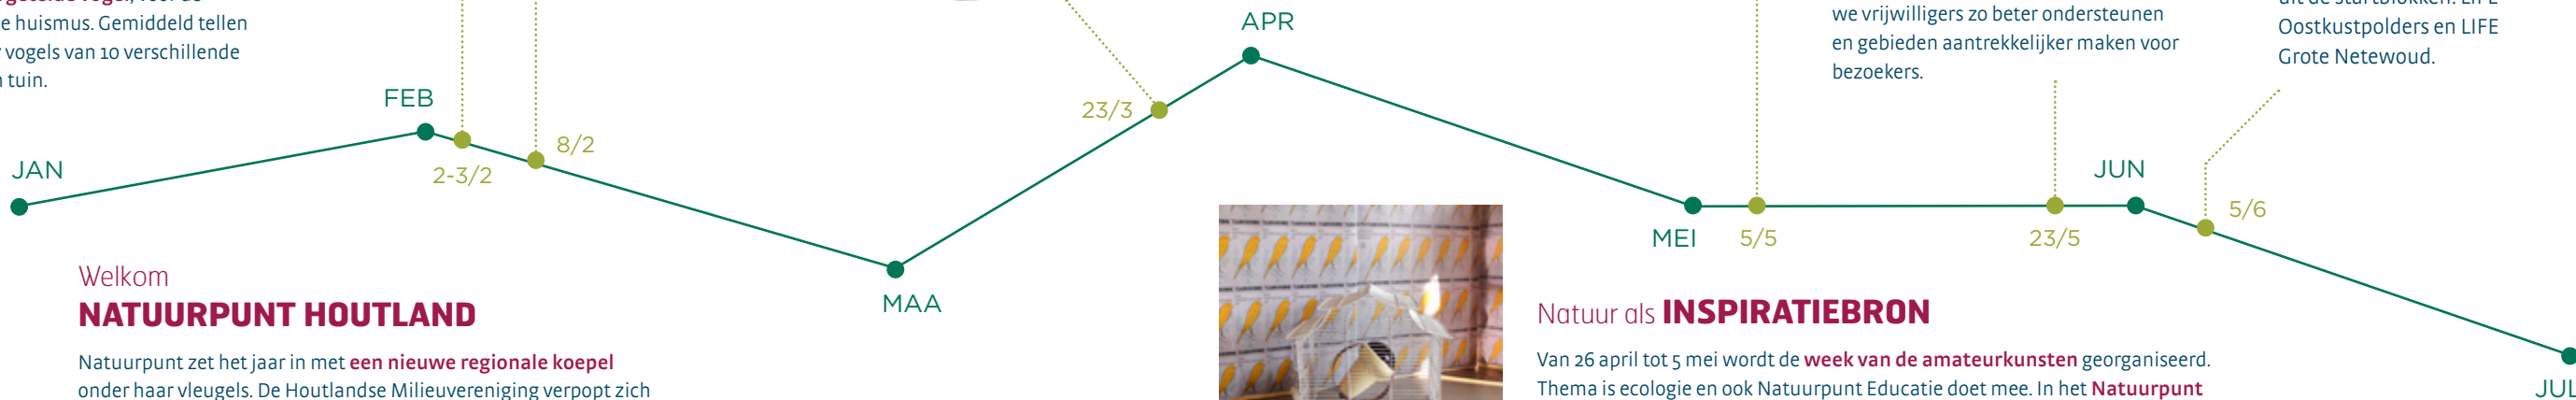 e huismus. Gemiddeld tellen
vogels van 10 verschillende
tuin.
we vrijwilligers zo beter ondersteunen
en gebieden aantrekkelijker maken voor
bezoekers.
Oostkustpolders en LIFE
Grote Netewoud.
JAN
FEB
2-3/2
8/2
MAA
23/3
APR
MEI
5/5
23/5
JUN
5/6
JUL
Welkom
NATUURPUNT HOUTLAND
Natuurpunt zet het jaar in met een nieuwe regionale koepel
onder haar vleugels. De Houtlandse Milieuvereniging verpopt zich
Natuur als INSPIRATIEBRON
Van 26 april tot 5 mei wordt de week van de amateurkunsten georganiseerd.
Thema is ecologie en ook Natuurpunt Educatie doet mee. In het Natuurpunt